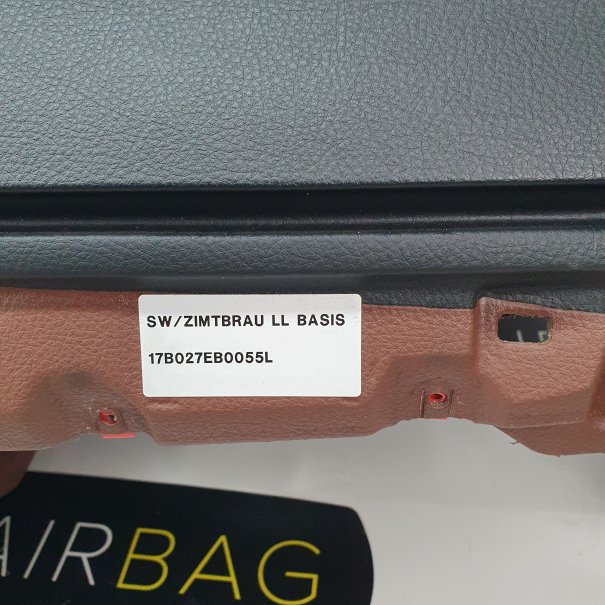 SW/ZIMTBRAU LL BASIS
17B027EB0055L
AIRBAG